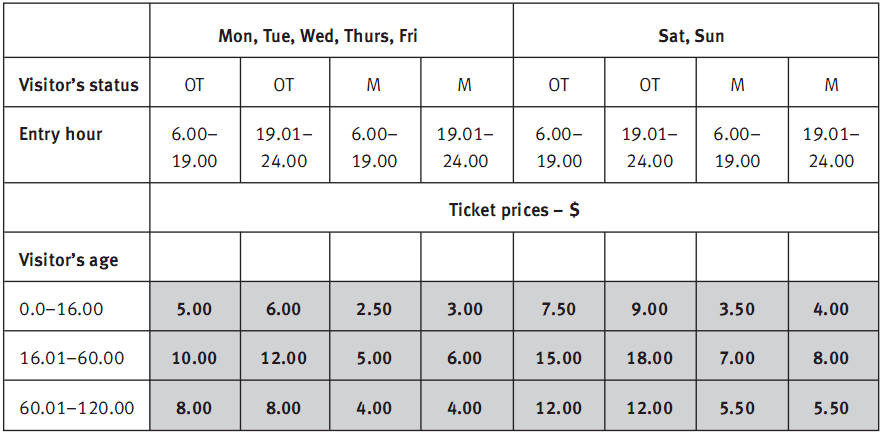 Mon, Tue, Wed, Thurs, Fri Sat, Sun
Visitor's status OT OT M M OT OT M M
Entry hour 6.00– 19.01– 6.00– 19.01– 6.00– 19.01– 6.00– 19.01–
19.00 24.00 19.00 24.00 19.00 24.00 19.00 24.00
Ticket prices – $
Visitor's age
0.0–16.00 5.00 6.00 2.50 3.00 7.50 9.00 3.50 4.00
16.01–60.00 10.00 12.00 5.00 6.00 15.00 18.00 7.00 8.00
60.01–120.00 8.00 8.00 4.00 4.00 12.00 12.00 5.50 5.50